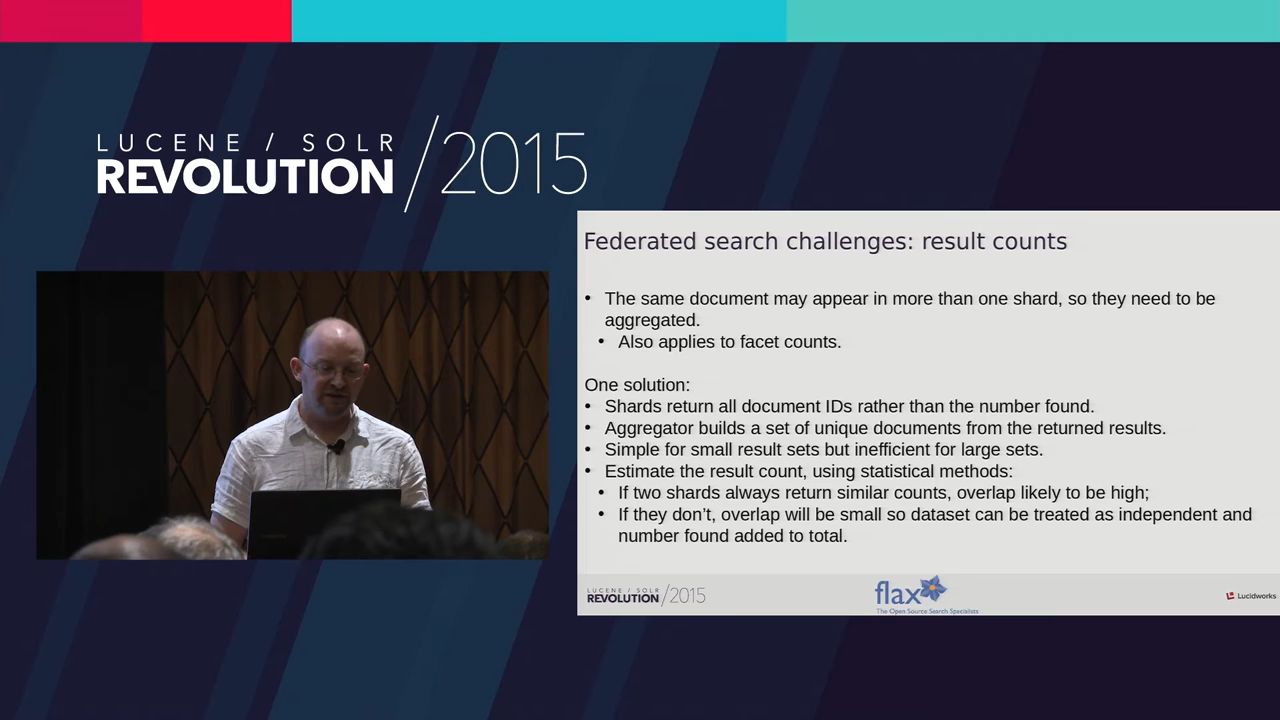 LUCENE / SOLR
REVOLUTION /2015
Federated search challenges: result counts
• The same document may appear in more than one shard, so they need to be
aggregated.
• Also applies to facet counts.
One solution:
• Shards return all document IDs rather than the number found.
• Aggregator builds a set of unique documents from the returned results.
• Simple for small result sets but inefficient for large sets.
• Estimate the result count, using statistical methods:
• If two shards always return similar counts, overlap likely to be high;
• If they don’t, overlap will be small so dataset can be treated as independent and
number found added to total.
LUCENE / SOLR
REVOLUTION /2015
flax
The Open Source Search Specialists
Lucidworks